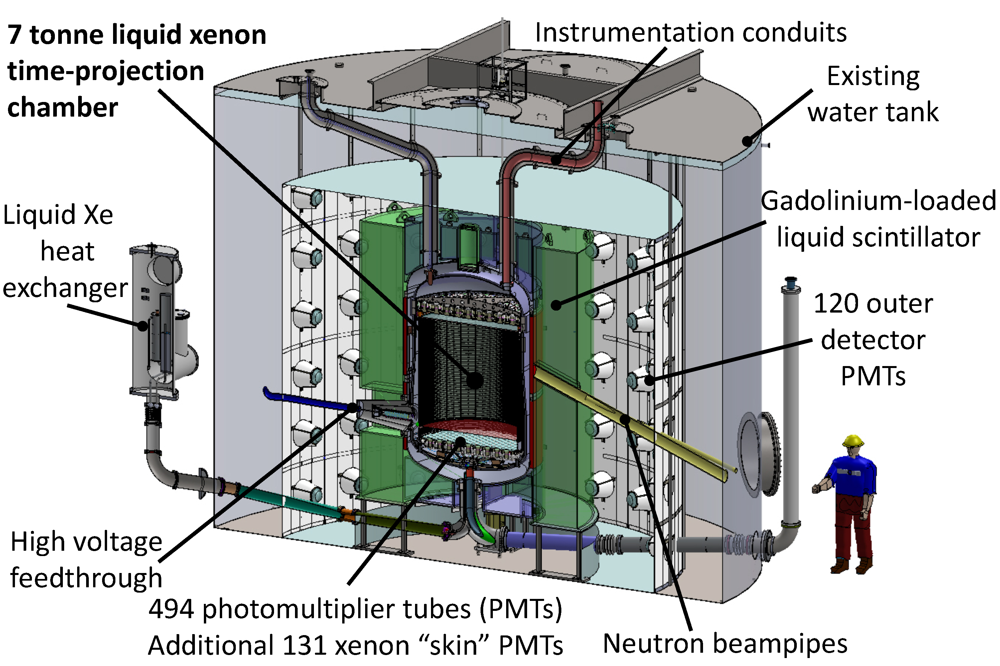 7 tonne liquid xenon
time-projection
chamber
Instrumentation conduits
Existing
water tank
Gadolinium-loaded
liquid scintillator
Liquid Xe
heat
exchanger
120 outer
detector
PMTs
High voltage
feedthrough
494 photomultiplier tubes (PMTs)
Additional 131 xenon “skin” PMTs
Neutron beampipes